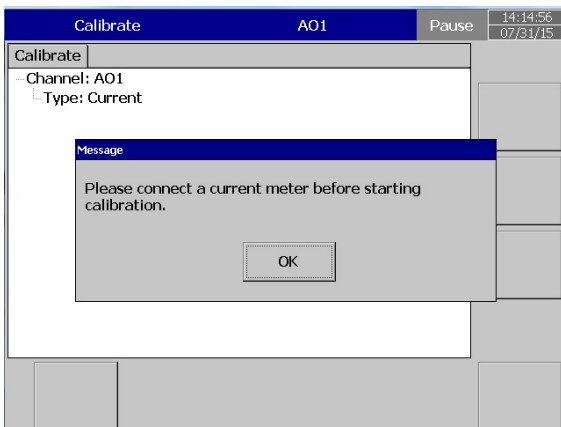 Calibrate AO1 Pause 14:14:56
07/31/15
Calibrate
Channel: AO1
Type: Current
Message
Please connect a current meter before starting
calibration.
OK